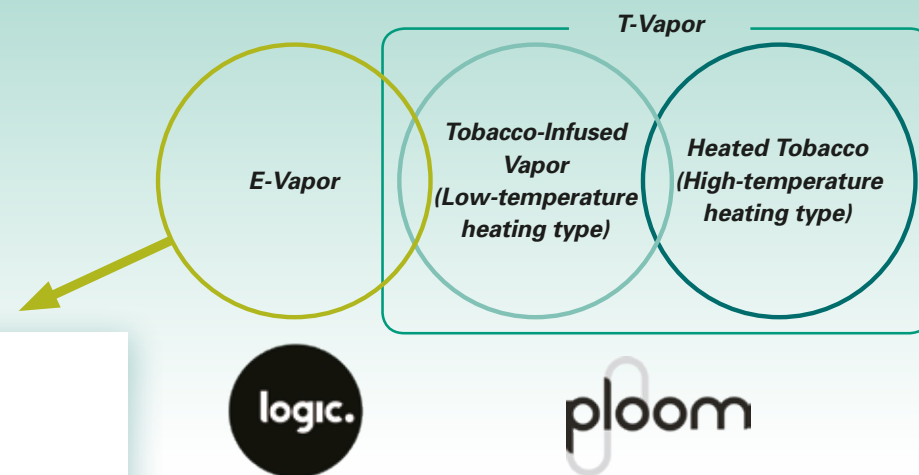 T-Vapor
E-Vapor
Tobacco-Infused
Vapor
(Low-temperature
heating type)
Heated Tobacco
(High-temperature
heating type)
logic.
ploom